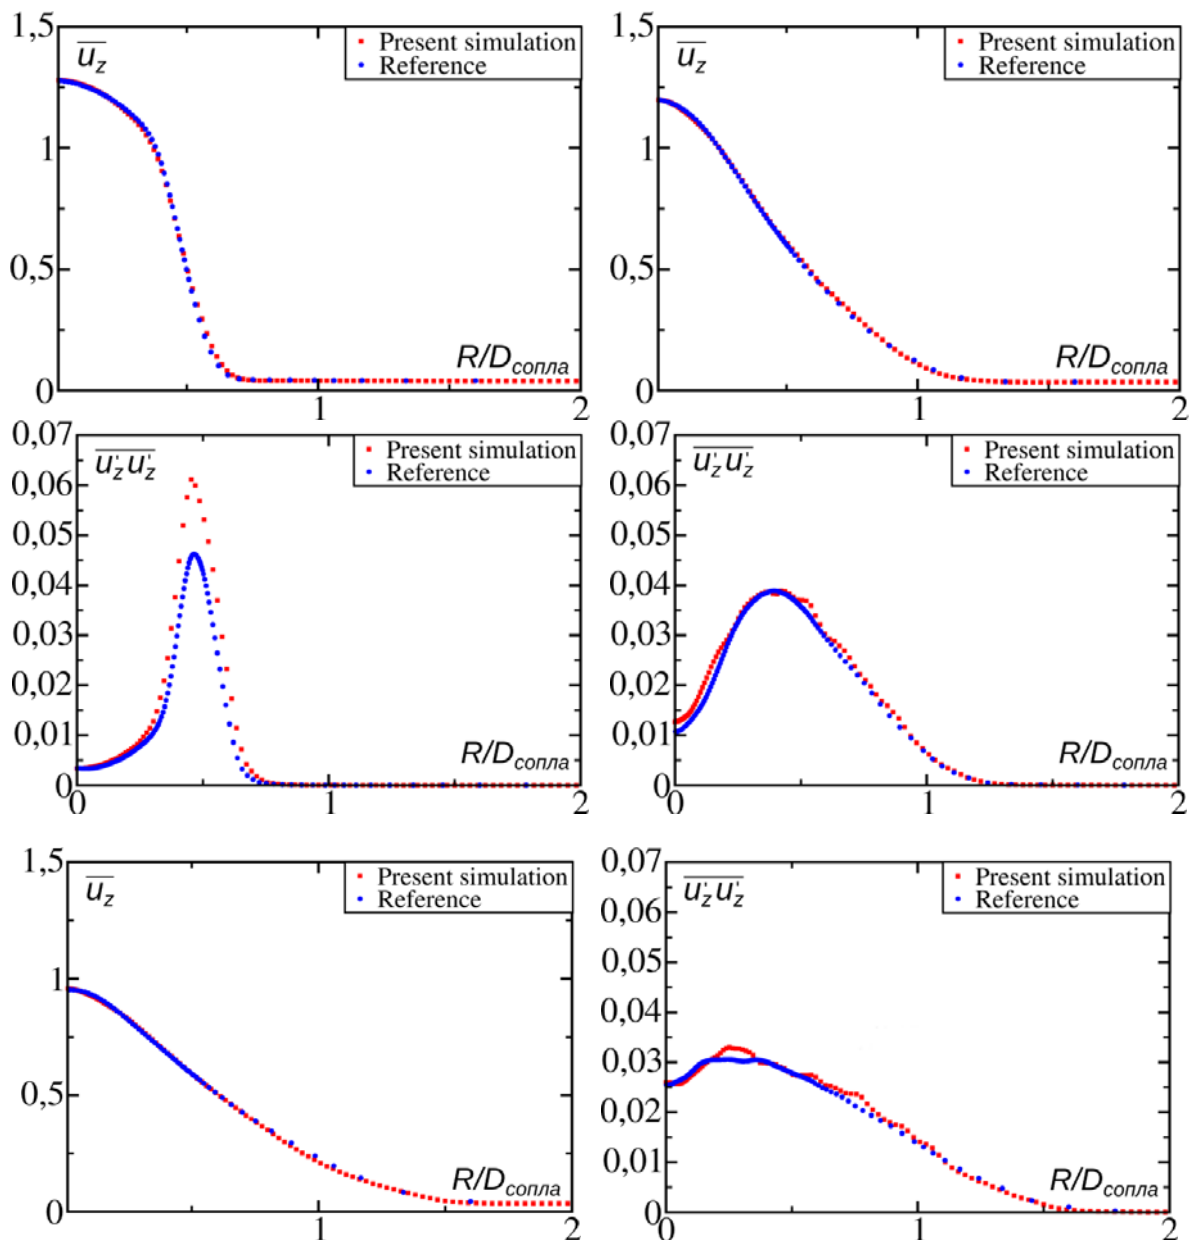 1,5
u_z
Present simulation
Reference
1
0,5
R/D_сопла
0
1
2
1,5
u_z
Present simulation
Reference
1
0,5
R/D_сопла
0
1
2
0,07
u'_z u'_z
Present simulation
Reference
0,06
0,05
0,04
0,03
0,02
0,01
R/D_сопла
0
0
1
2
0,07
u'_z u'_z
Present simulation
Reference
0,06
0,05
0,04
0,03
0,02
0,01
R/D_сопла
0
0
1
2
1,5
u_z
Present simulation
Reference
1
0,5
R/D_сопла
0
1
2
0,07
u'_z u'_z
Present simulation
Reference
0,06
0,05
0,04
0,03
0,02
0,01
R/D_сопла
0
0
1
2